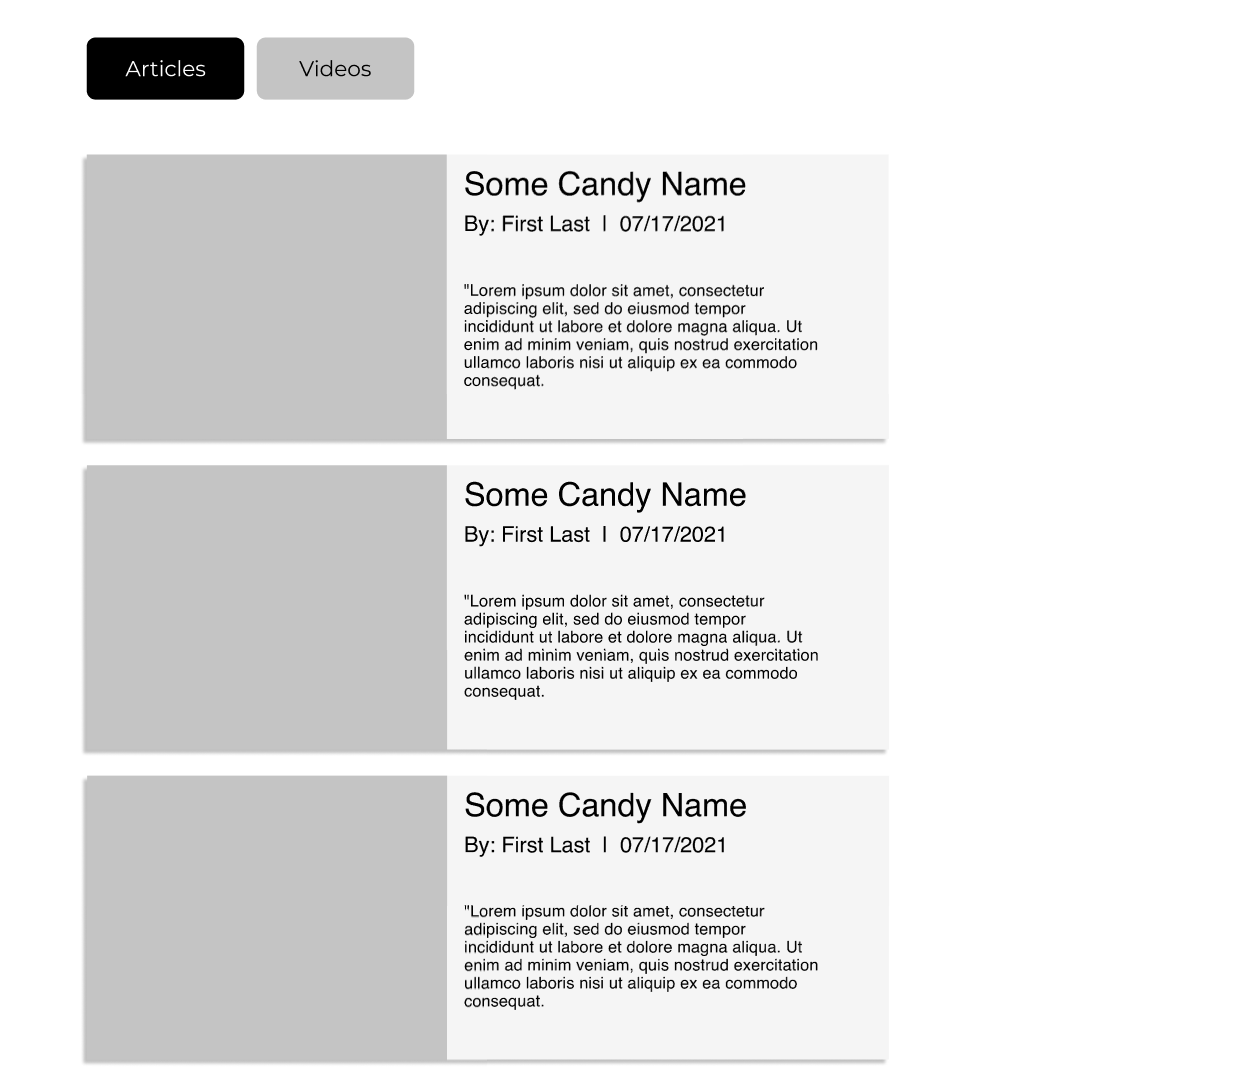 Articles Videos
Some Candy Name
By: First Last | 07/17/2021
"Lorem ipsum dolor sit amet, consectetur
adipiscing elit, sed do eiusmod tempor
incididunt ut labore et dolore magna aliqua. Ut
enim ad minim veniam, quis nostrud exercitation
ullamco laboris nisi ut aliquip ex ea commodo
consequat.
Some Candy Name
By: First Last | 07/17/2021
"Lorem ipsum dolor sit amet, consectetur
adipiscing elit, sed do eiusmod tempor
incididunt ut labore et dolore magna aliqua. Ut
enim ad minim veniam, quis nostrud exercitation
ullamco laboris nisi ut aliquip ex ea commodo
consequat.
Some Candy Name
By: First Last | 07/17/2021
"Lorem ipsum dolor sit amet, consectetur
adipiscing elit, sed do eiusmod tempor
incididunt ut labore et dolore magna aliqua. Ut
enim ad minim veniam, quis nostrud exercitation
ullamco laboris nisi ut aliquip ex ea commodo
consequat.